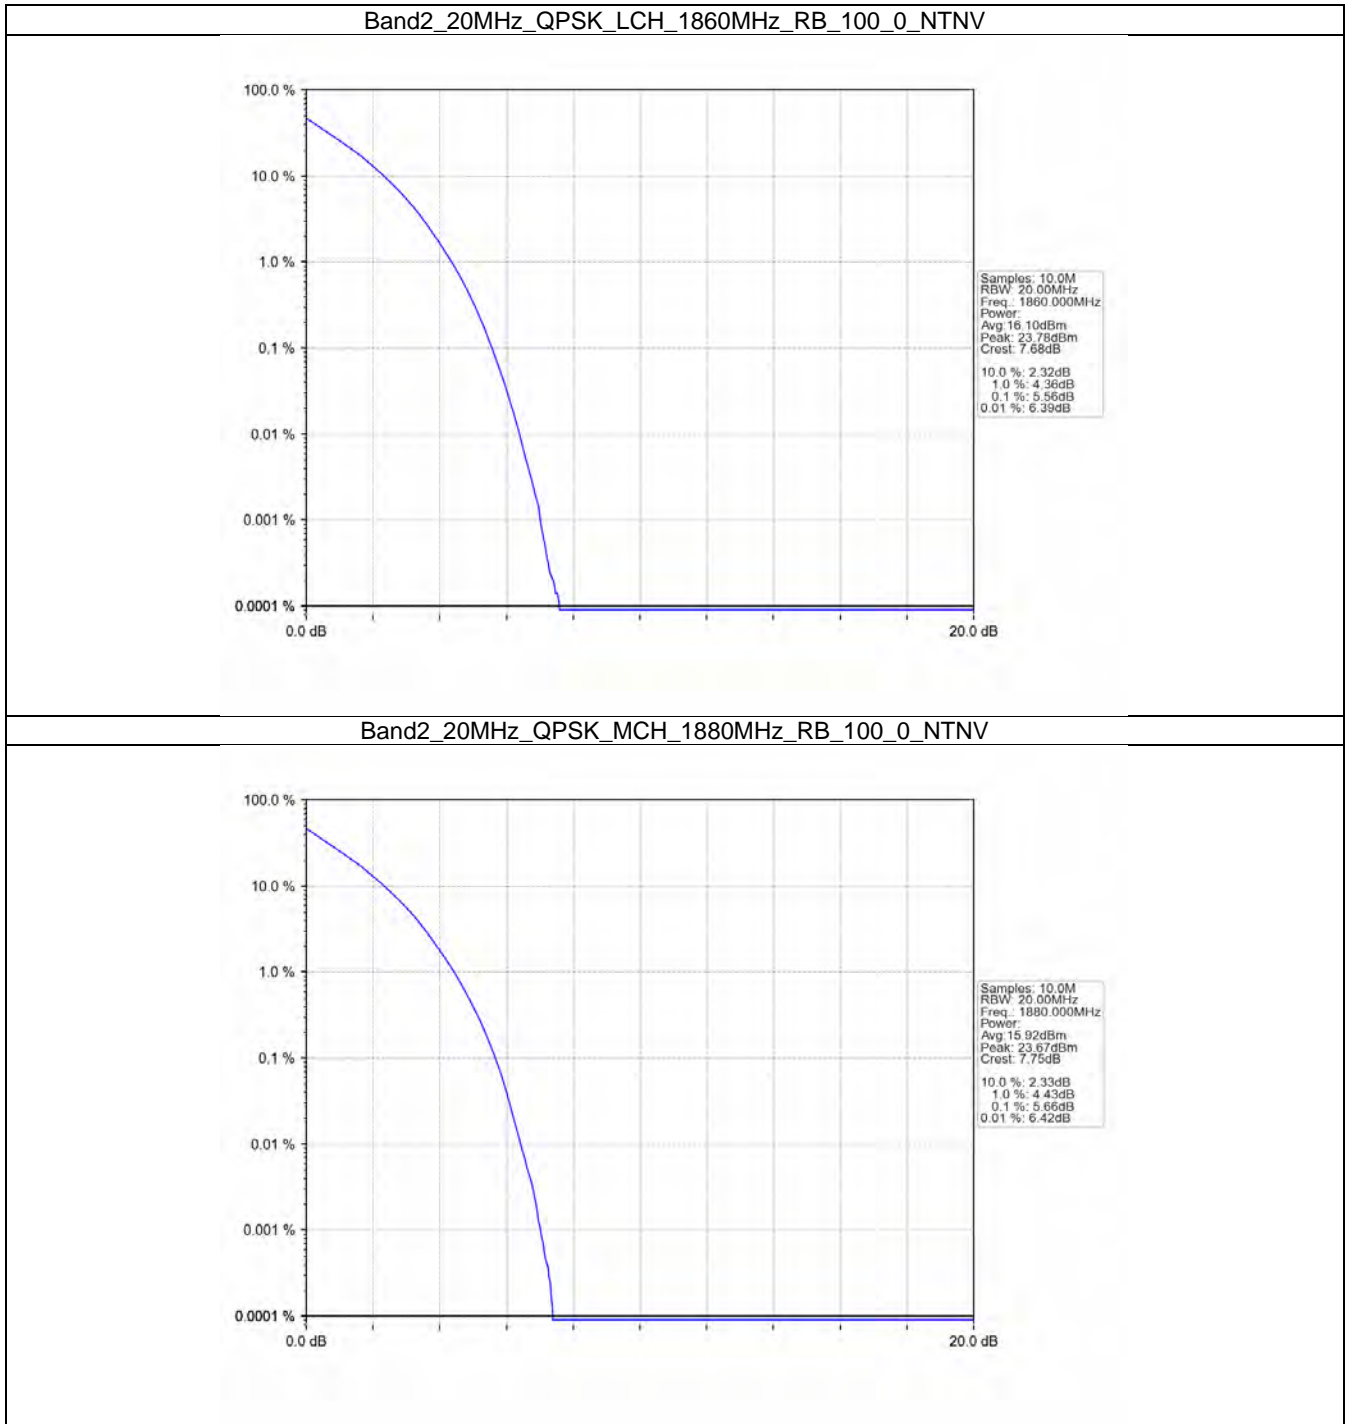 Band2_20MHz_QPSK_LCH_1860MHz_RB_100_0_NTNV
100.0 %
10.0 %
1.0 %
0.1 %
0.01 %
0.001 %
0.0001 %
0.0 dB
20.0 dB
Samples: 10.0M
RBW: 20.00MHz
Freq.: 1860.000MHz
Power:
Avg:16.10dBm
Peak: 23.78dBm
Crest: 7.68dB
10.0 %: 2.32dB
1.0 %: 4.36dB
0.1 %: 5.56dB
0.01 %: 6.39dB
Band2_20MHz_QPSK_MCH_1880MHz_RB_100_0_NTNV
100.0 %
10.0 %
1.0 %
0.1 %
0.01 %
0.001 %
0.0001 %
0.0 dB
20.0 dB
Samples: 10.0M
RBW: 20.00MHz
Freq.: 1880.000MHz
Power:
Avg:15.92dBm
Peak: 23.67dBm
Crest: 7.75dB
10.0 %: 2.33dB
1.0 %: 4.43dB
0.1 %: 5.66dB
0.01 %: 6.42dB